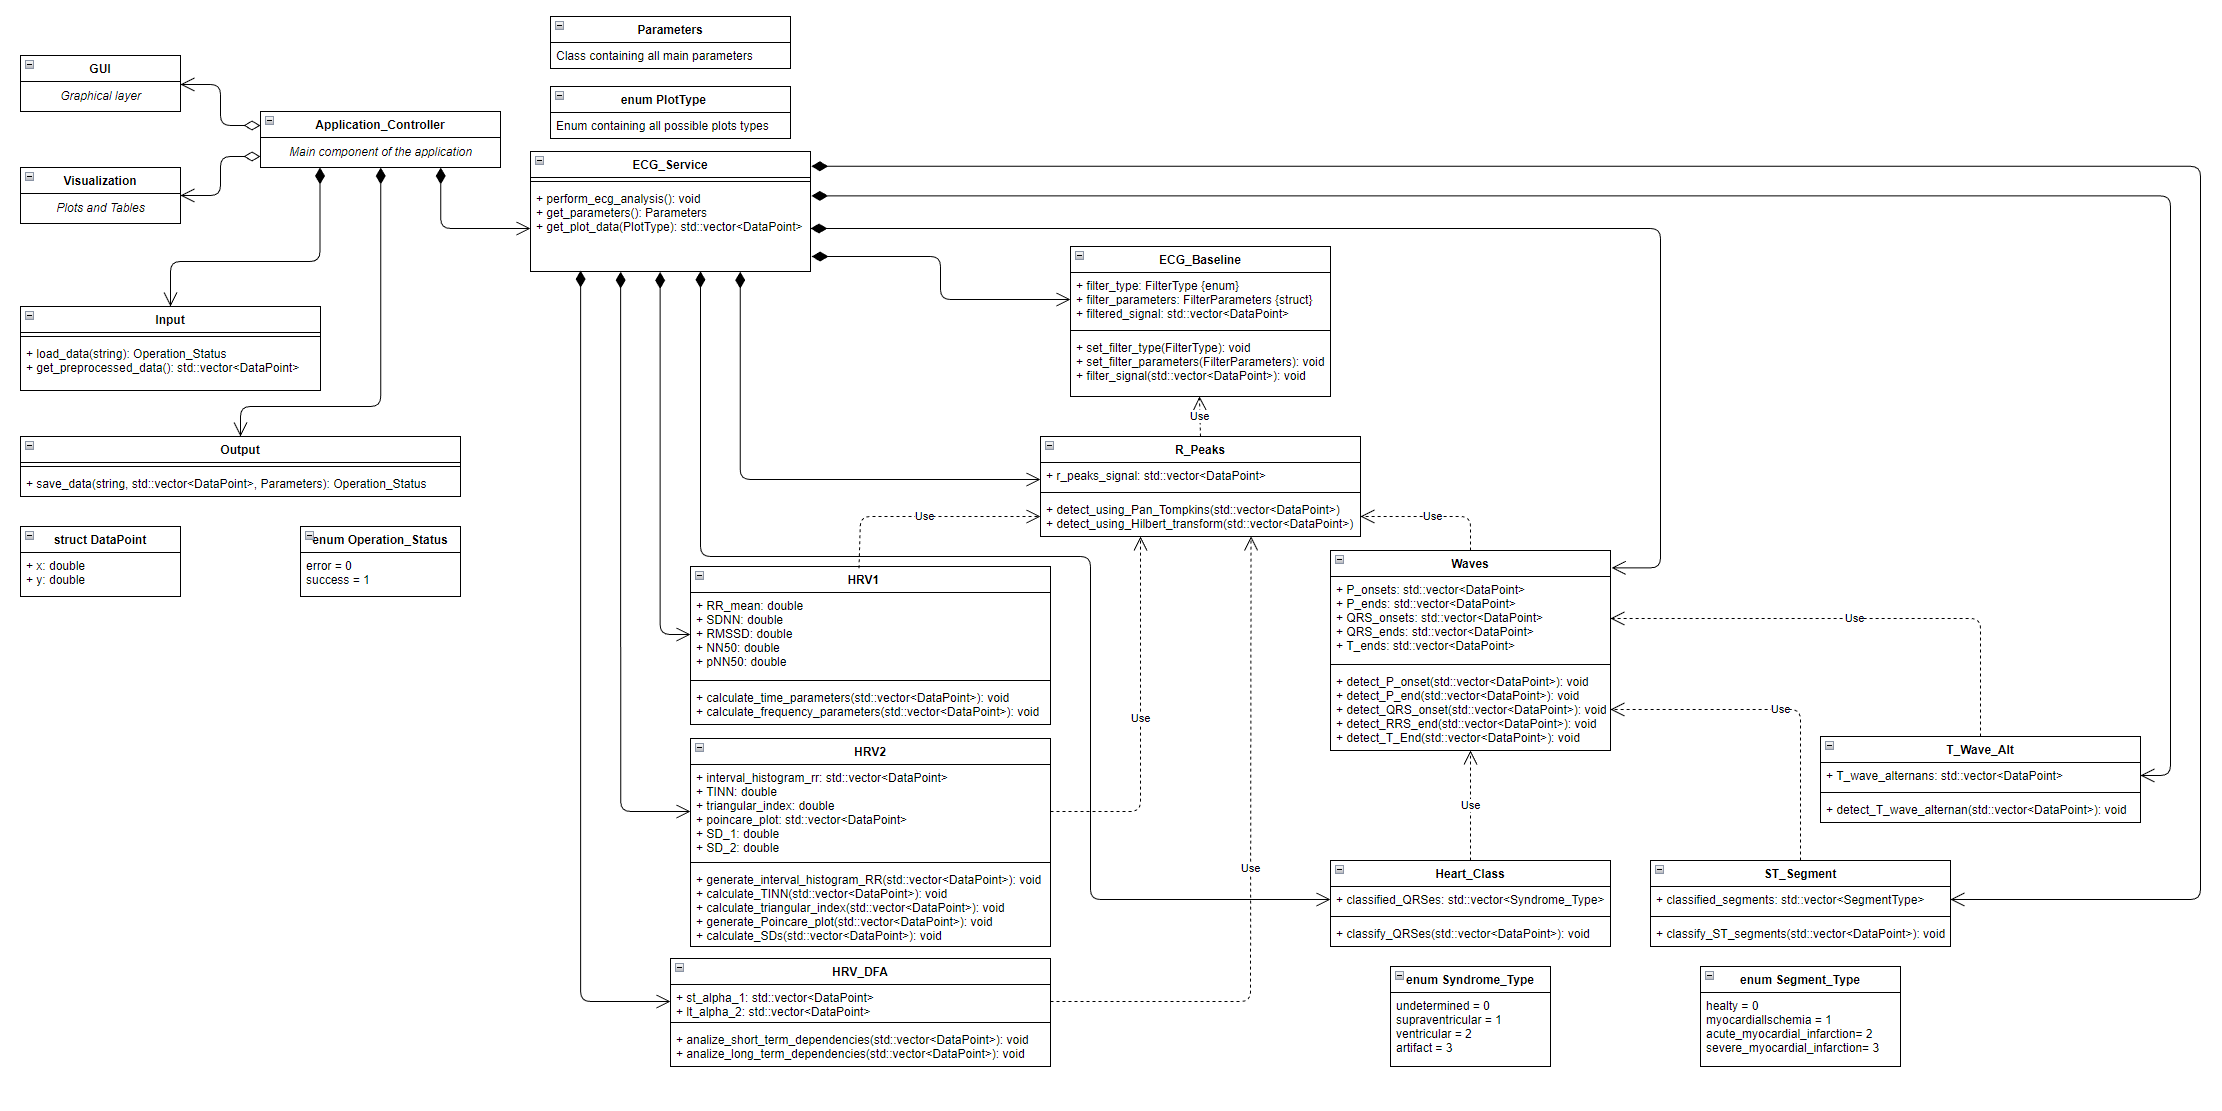 Parameters
Class containing all main parameters
enum PlotType
Enum containing all possible plots types
GUI
Graphical layer
Visualization
Plots and Tables
Application_Controller
Main component of the application
ECG_Service
+ perform_ecg_analysis(): void
+ get_parameters(): Parameters
+ get_plot_data(PlotType): std::vector<DataPoint>
Input
+ load_data(string): Operation_Status
+ get_preprocessed_data(): std::vector<DataPoint>
Output
+ save_data(string, std::vector<DataPoint>, Parameters): Operation_Status
struct DataPoint
+ x: double
+ y: double
enum Operation_Status
error = 0
success = 1
ECG_Baseline
+ filter_type: FilterType {enum}
+ filter_parameters: FilterParameters {struct}
+ filtered_signal: std::vector<DataPoint>
+ set_filter_type(FilterType): void
+ set_filter_parameters(FilterParameters): void
+ filter_signal(std::vector<DataPoint>): void
Use
R_Peaks
+ r_peaks_signal: std::vector<DataPoint>
+ detect_using_Pan_Tompkins(std::vector<DataPoint>)
+ detect_using_Hilbert_transform(std::vector<DataPoint>)
Use
Use
HRV1
+ RR_mean: double
+ SDNN: double
+ RMSSD: double
+ NN50: double
+ pNN50: double
+ calculate_time_parameters(std::vector<DataPoint>): void
+ calculate_frequency_parameters(std::vector<DataPoint>): void
Use
HRV2
+ interval_histogram_rr: std::vector<DataPoint>
+ TINN: double
+ triangular_index: double
+ poincare_plot: std::vector<DataPoint>
+ SD_1: double
+ SD_2: double
+ generate_interval_histogram_RR(std::vector<DataPoint>): void
+ calculate_TINN(std::vector<DataPoint>): void
+ calculate_triangular_index(std::vector<DataPoint>): void
+ generate_Poincare_plot(std::vector<DataPoint>): void
+ calculate_SDs(std::vector<DataPoint>): void
Use
HRV_DFA
+ st_alpha_1: std::vector<DataPoint>
+ lt_alpha_2: std::vector<DataPoint>
+ analize_short_term_dependencies(std::vector<DataPoint>): void
+ analize_long_term_dependencies(std::vector<DataPoint>): void
Waves
+ P_onsets: std::vector<DataPoint>
+ P_ends: std::vector<DataPoint>
+ QRS_onsets: std::vector<DataPoint>
+ QRS_ends: std::vector<DataPoint>
+ T_ends: std::vector<DataPoint>
+ detect_P_onset(std::vector<DataPoint>): void
+ detect_P_end(std::vector<DataPoint>): void
+ detect_QRS_onset(std::vector<DataPoint>): void
+ detect_RRS_end(std::vector<DataPoint>): void
+ detect_T_End(std::vector<DataPoint>): void
Use
Use
Use
T_Wave_Alt
+ T_wave_alternans: std::vector<DataPoint>
+ detect_T_wave_alternan(std::vector<DataPoint>): void
Heart_Class
+ classified_QRSes: std::vector<Syndrome_Type>
+ classify_QRSes(std::vector<DataPoint>): void
ST_Segment
+ classified_segments: std::vector<SegmentType>
+ classify_ST_segments(std::vector<DataPoint>): void
enum Syndrome_Type
undetermined = 0
supraventricular = 1
ventricular = 2
artifact = 3
enum Segment_Type
healty = 0
myocardialIschemia = 1
acute_myocardial_infarction= 2
severe_myocardial_infarction= 3